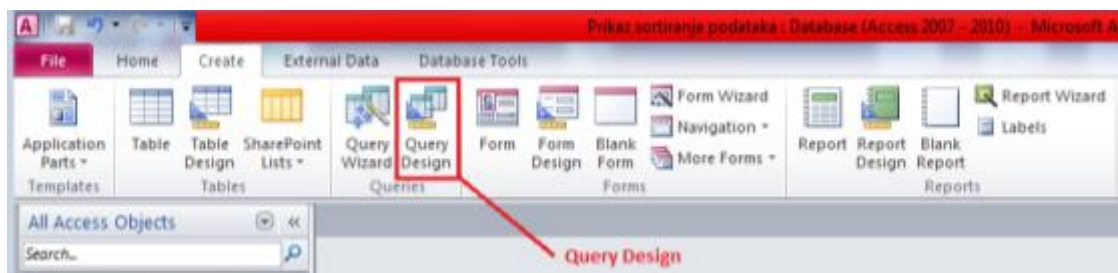 A
Prikaz sortiranje podataka : Database (Access 2007 - 2010) - Microsoft A
File Home Create External Data Database Tools
Application Parts Table Table Design SharePoint Lists Query Wizard Query Design Form Form Design Blank Form Form Wizard Navigation More Forms Report Report Design Blank Report Report Wizard Labels
Templates Tables Queries Forms Reports
All Access Objects
Search...
Query Design